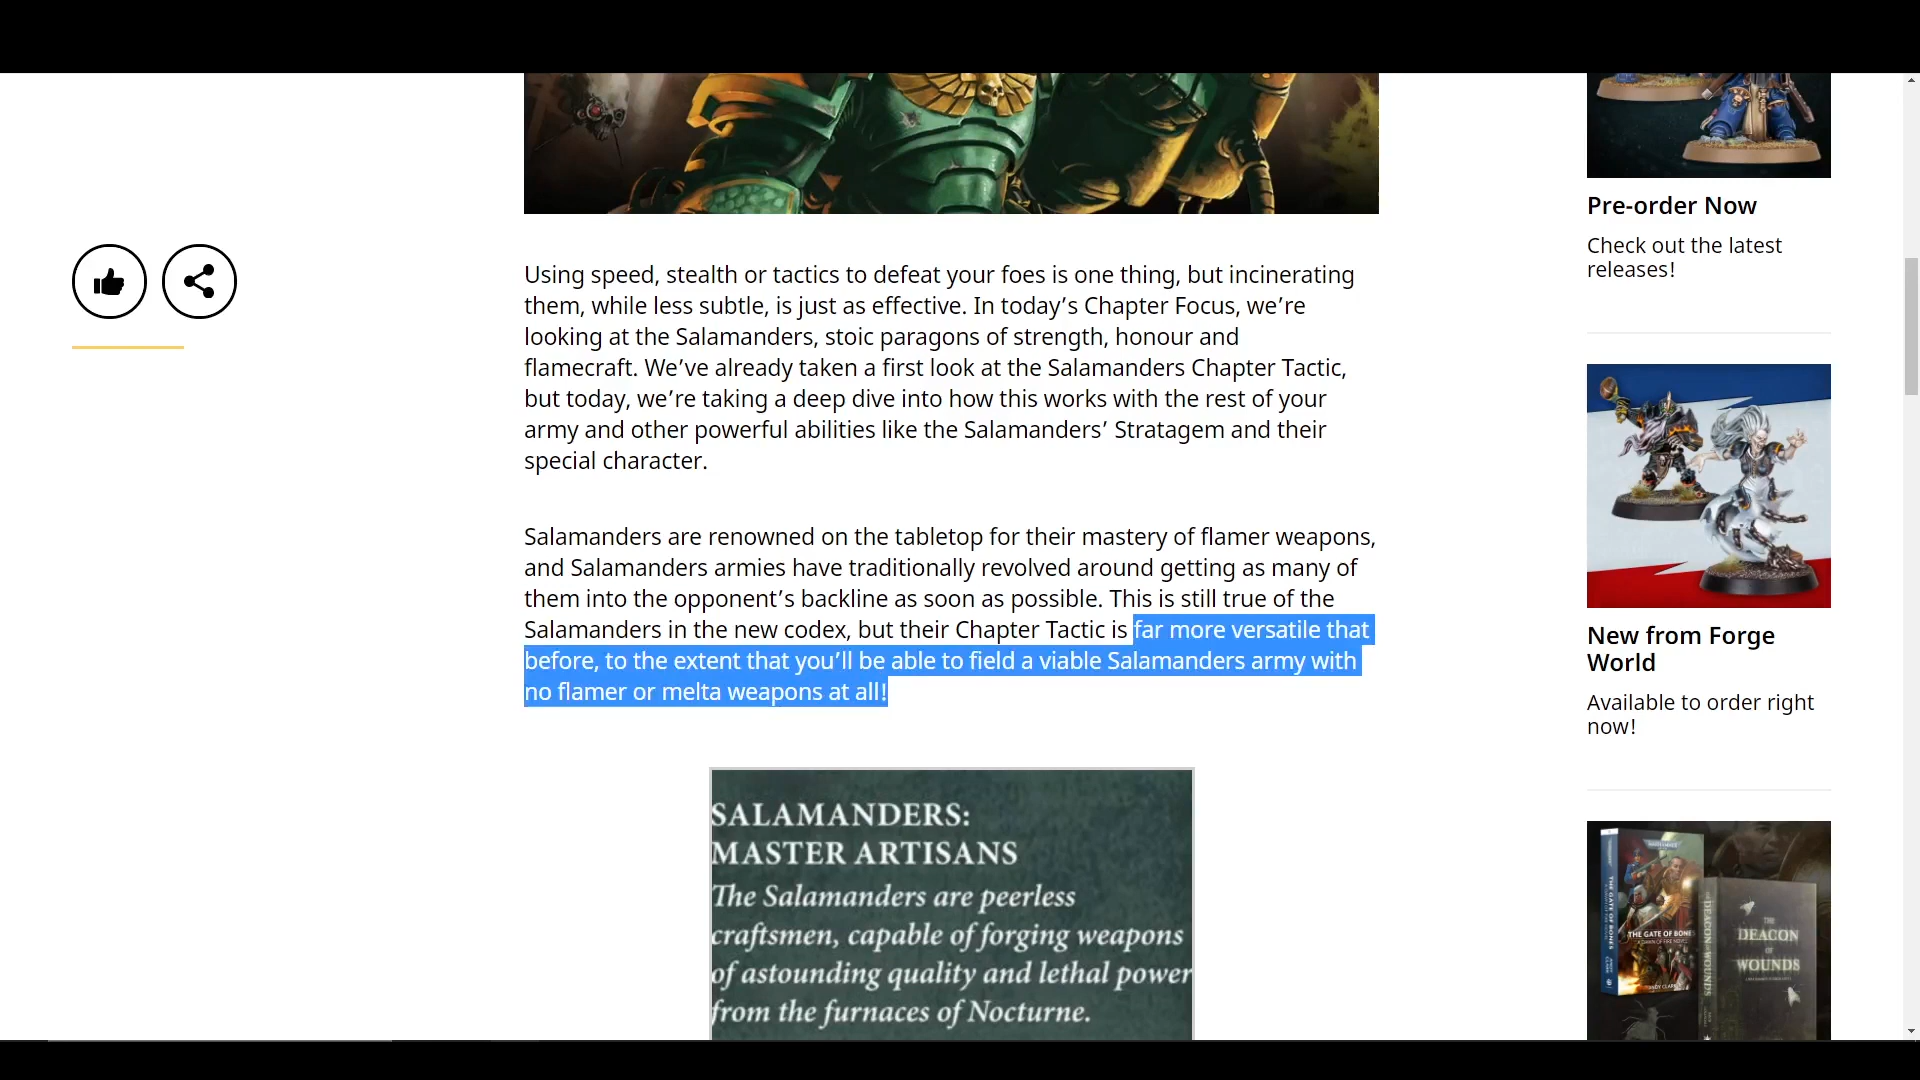 Using speed, stealth or tactics to defeat your foes is one thing, but incinerating
them, while less subtle, is just as effective. In today’s Chapter Focus, we’re
looking at the Salamanders, stoic paragons of strength, honour and
flamecraft. We’ve already taken a first look at the Salamanders Chapter Tactic,
but today, we’re taking a deep dive into how this works with the rest of your
army and other powerful abilities like the Salamanders’ Stratagem and their
special character.
Salamanders are renowned on the tabletop for their mastery of flamer weapons,
and Salamanders armies have traditionally revolved around getting as many of
them into the opponent’s backline as soon as possible. This is still true of the
Salamanders in the new codex, but their Chapter Tactic is far more versatile that
before, to the extent that you’ll be able to field a viable Salamanders army with
no flamer or melta weapons at all!
SALAMANDERS:
MASTER ARTISANS
The Salamanders are peerless
craftsmen, capable of forging weapons
of astounding quality and lethal power
from the furnaces of Nocturne.
Pre-order Now
Check out the latest
releases!
New from Forge
World
Available to order right
now!
THE GATE OF BONES
THE
DEACON
OF
WOUNDS